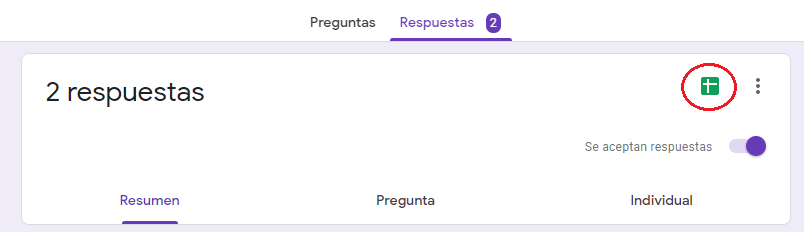 Preguntas Respuestas 2
2 respuestas
Se aceptan respuestas
Resumen Pregunta Individual